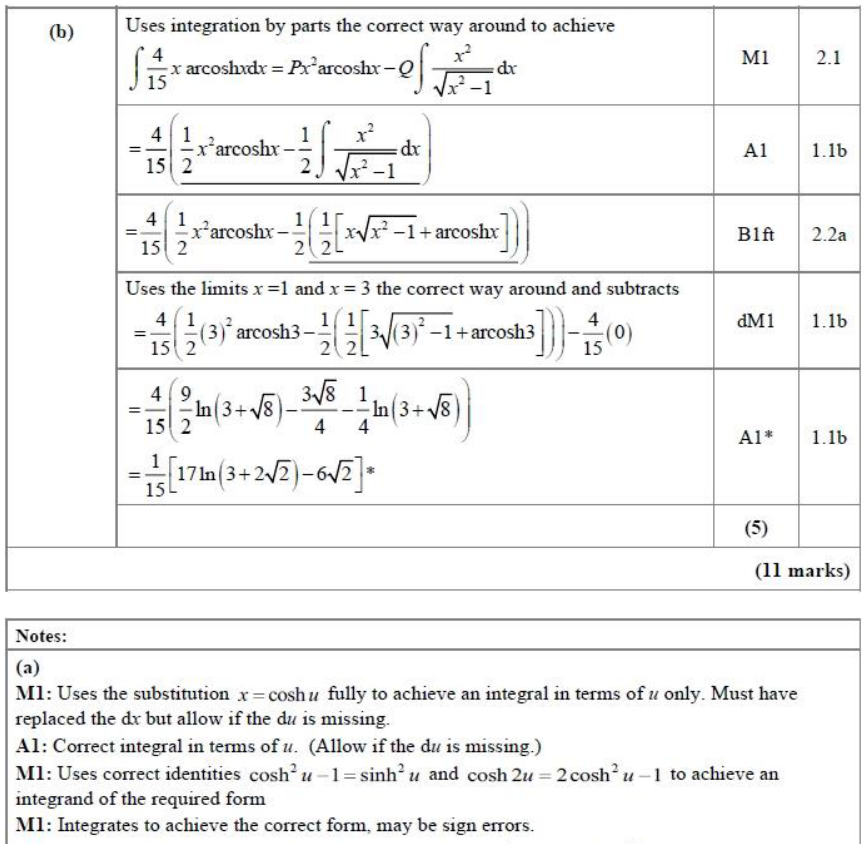 (b) Uses integration by parts the correct way around to achieve
∫ 4/15 x arcoshxdx = Px²arcoshx − Q∫ x²/√(x²−1) dx M1 2.1
= 4/15 ( 1/2 x²arcoshx − 1/2 ∫ x²/√(x²−1) dx ) A1 1.1b
= 4/15 ( 1/2 x²arcoshx − 1/2 ( 1/2 [ x√(x²−1) + arcoshx ] ) ) B1ft 2.2a
Uses the limits x =1 and x = 3 the correct way around and subtracts
= 4/15 ( 1/2 (3)² arcosh3 − 1/2 ( 1/2 [ 3√((3)²−1) + arcosh3 ] ) ) − 4/15 (0) dM1 1.1b
= 4/15 ( 9/2 ln(3+√8) − 3√8/4 − 1/4 ln(3+√8) )
= 1/15 [ 17ln(3+2√2) − 6√2 ] * A1* 1.1b
(5)
(11 marks)
Notes:
(a)
M1: Uses the substitution x = cosh u fully to achieve an integral in terms of u only. Must have
replaced the dx but allow if the du is missing.
A1: Correct integral in terms of u. (Allow if the du is missing.)
M1: Uses correct identities cosh² u −1 = sinh² u and cosh 2u = 2cosh² u −1 to achieve an
integrand of the required form
M1: Integrates to achieve the correct form, may be sign errors.